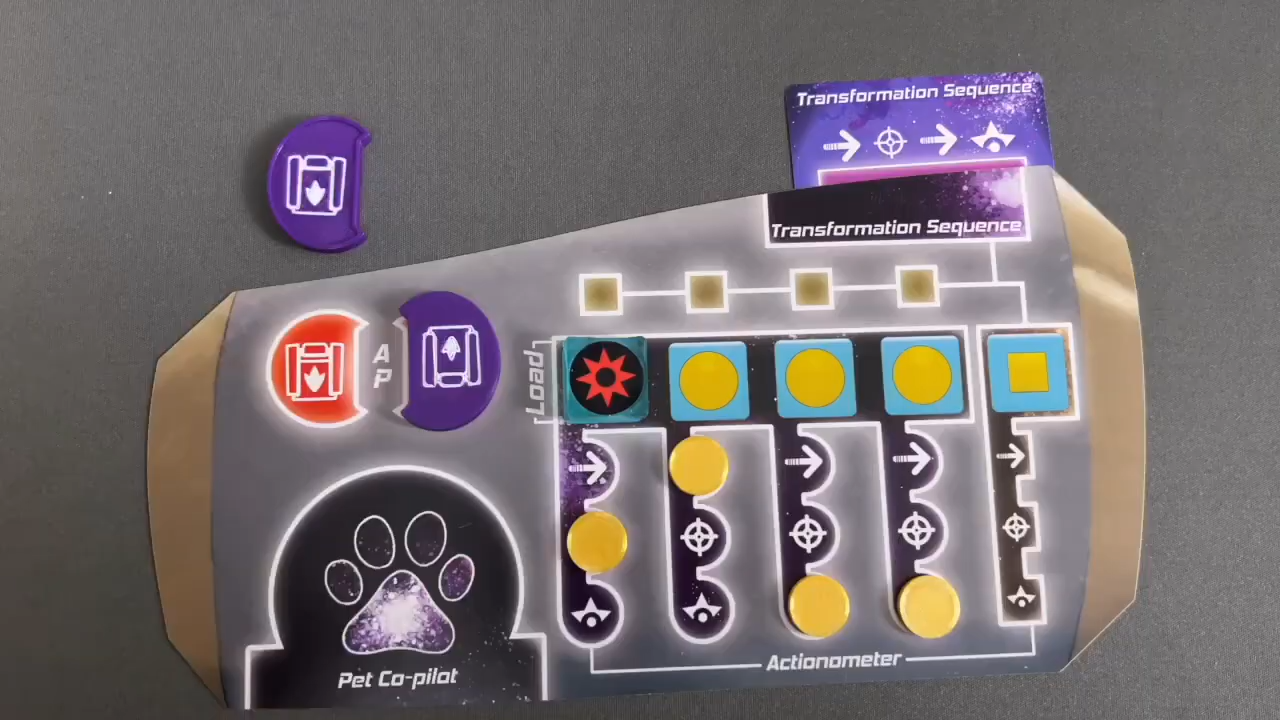 Transformation Sequence
Transformation Sequence
A
P
Load
Pet Co-pilot
Actionometer